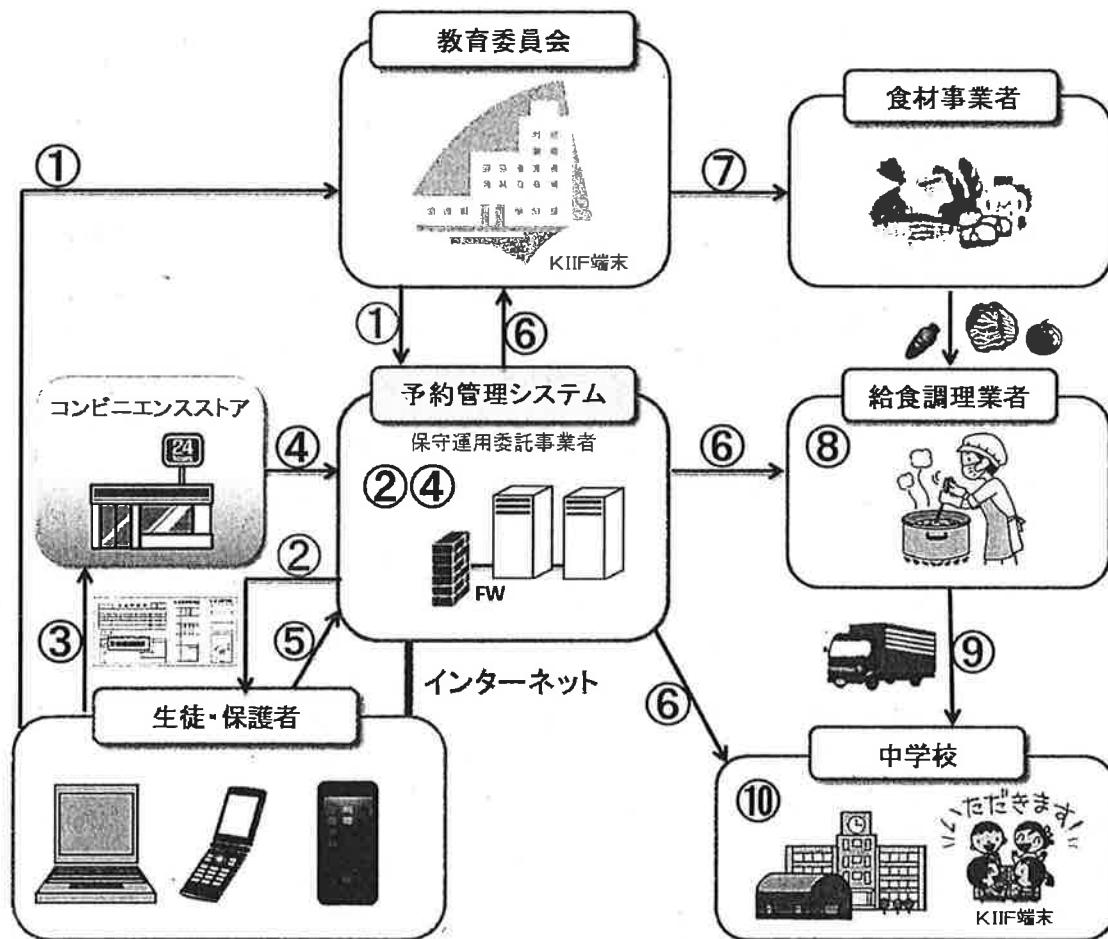 教育委員会
食材事業者
①
⑦
KIIF端末
①
⑥
コンビニエンスストア
24
④
予約管理システム
保守運用委託事業者
②④
FW
⑥
給食調理業者
⑧
②
③
⑤
インターネット
⑥
⑨
生徒・保護者
中学校
⑩
いただきます!
KIIF端末